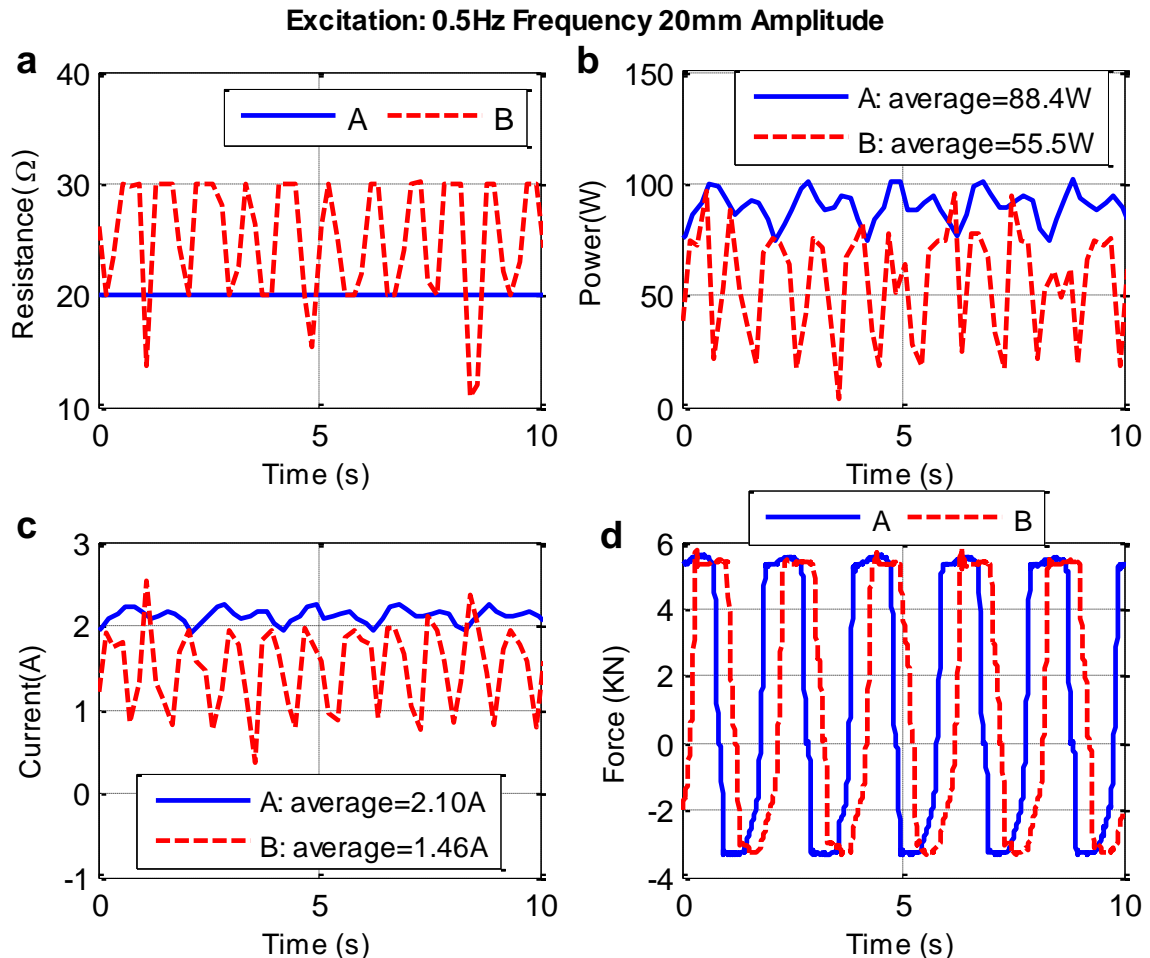 Excitation: 0.5Hz Frequency 20mm Amplitude
a
40
30
20
10
Resistance(Ω)
A
B
0
5
10
Time (s)
b
150
100
50
0
Power(W)
A: average=88.4W
B: average=55.5W
0
5
10
Time (s)
c
3
2
1
0
-1
Current(A)
A: average=2.10A
B: average=1.46A
0
5
10
Time (s)
d
6
4
2
0
-2
-4
Force (KN)
A
B
0
5
10
Time (s)